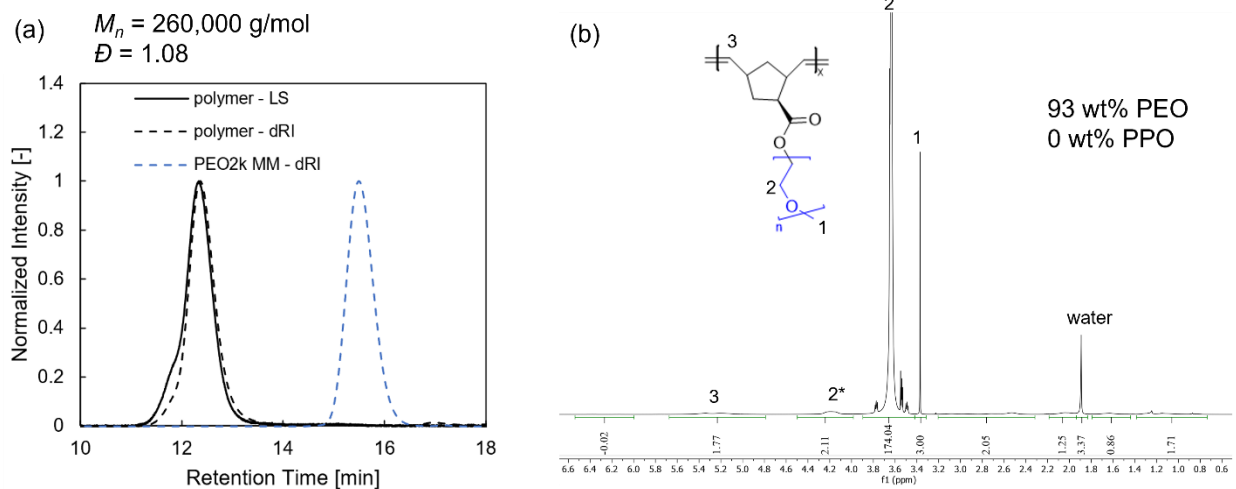 (a)
Mn = 260,000 g/mol
Đ = 1.08
Normalized Intensity [-]
1.4
1.2
1
0.8
0.6
0.4
0.2
0
polymer - LS
polymer - dRI
PEO2k MM - dRI
10 12 14 16 18
Retention Time [min]
(b)
2
3
x
O
O
2
O
n
1
1
93 wt% PEO
0 wt% PPO
water
3
2*
-0.02 1.77 2.11 174.04 3.00 2.05 1.25 3.37 0.86 1.71
6.6 6.4 6.2 6.0 5.8 5.6 5.4 5.2 5.0 4.8 4.6 4.4 4.2 4.0 3.8 3.6 3.4 3.2 3.0 2.8 2.6 2.4 2.2 2.0 1.8 1.6 1.4 1.2 1.0 0.8 0.6
f1 (ppm)